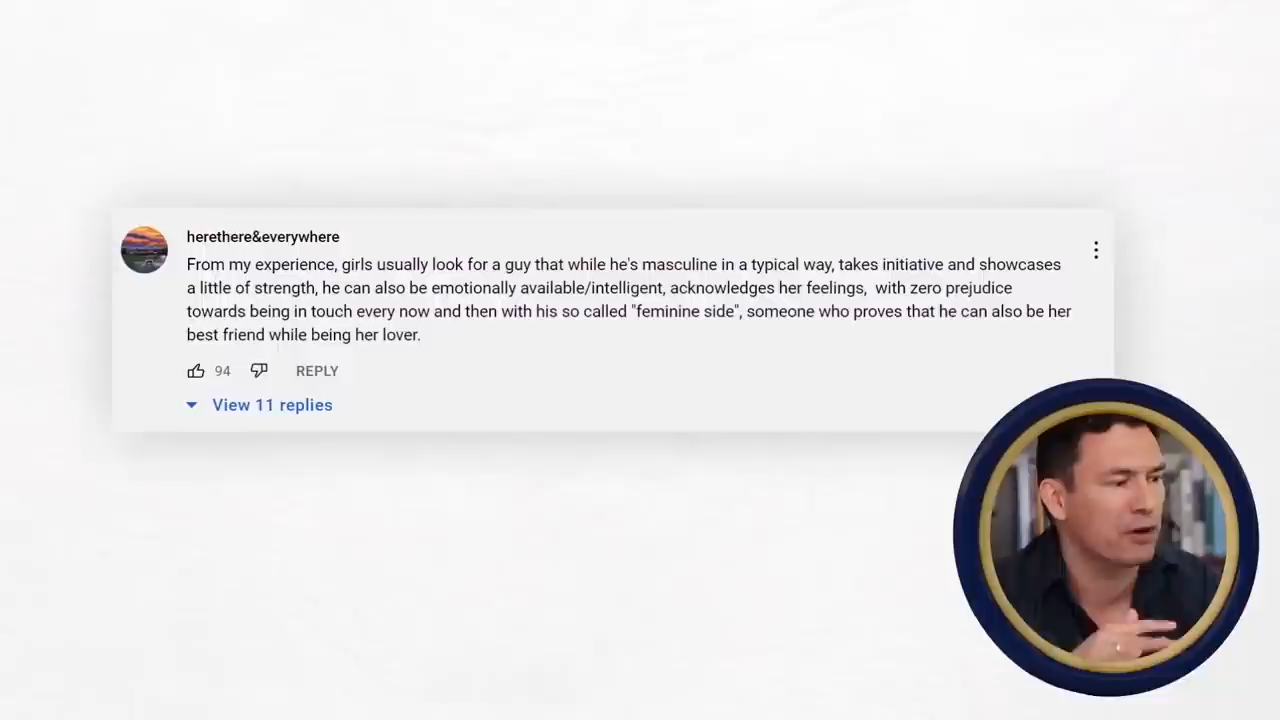 herethere&everywhere
From my experience, girls usually look for a guy that while he's masculine in a typical way, takes initiative and showcases
a little of strength, he can also be emotionally available/intelligent, acknowledges her feelings,  with zero prejudice
towards being in touch every now and then with his so called "feminine side", someone who proves that he can also be her
best friend while being her lover.
94 REPLY
View 11 replies